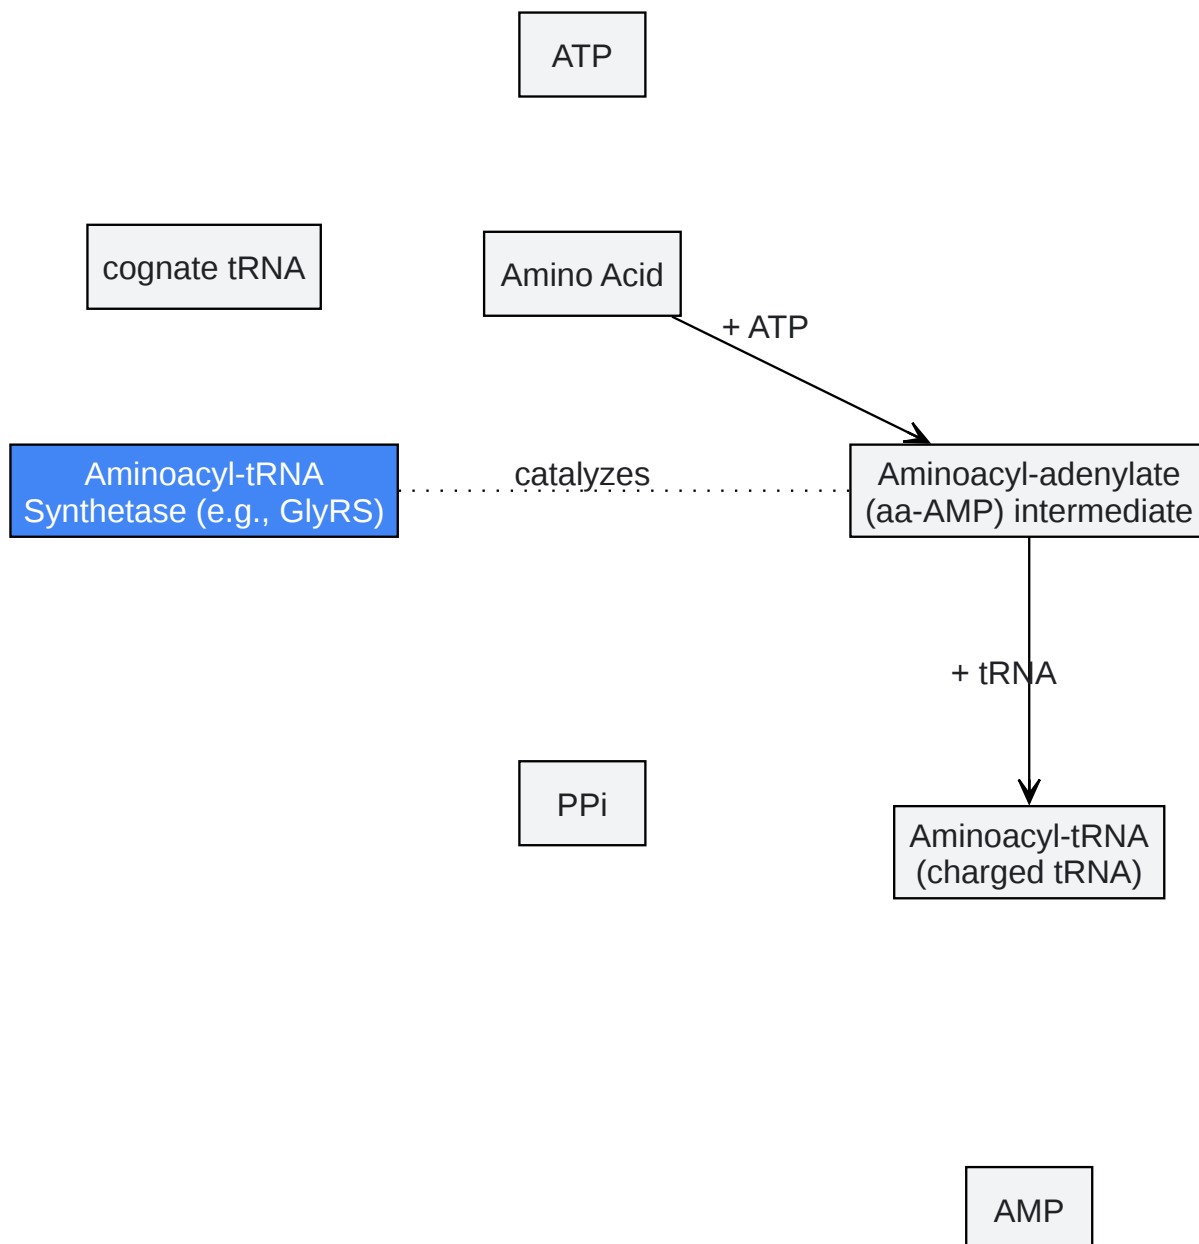 ATP
cognate tRNA
Amino Acid
+ ATP
Aminoacyl-tRNA
Synthetase (e.g., GlyRS)
catalyzes
Aminoacyl-adenylate
(aa-AMP) intermediate
+ tRNA
PPi
Aminoacyl-tRNA
(charged tRNA)
AMP